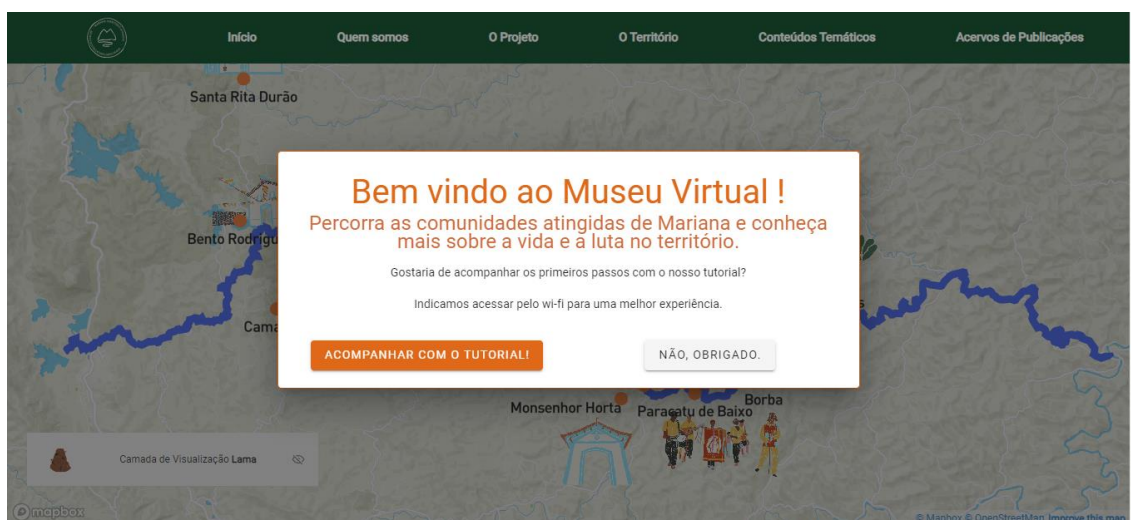 Início Quem somos O Projeto O Território Conteúdos Temáticos Acervos de Publicações
Santa Rita Durão
Bem vindo ao Museu Virtual !
Percorra as comunidades atingidas de Mariana e conheça
mais sobre a vida e a luta no território.
Bento Rodrigu
Gostaria de acompanhar os primeiros passos com o nosso tutorial?
Indicamos acessar pelo wi-fi para uma melhor experiência.
Cama
ACOMPANHAR COM O TUTORIAL! NÃO, OBRIGADO.
Monsenhor Horta
Paracatu de Baixo
Borba
Camada de Visualização Lama
mapbox
© Mapbox © OpenStreetMap Improve this map